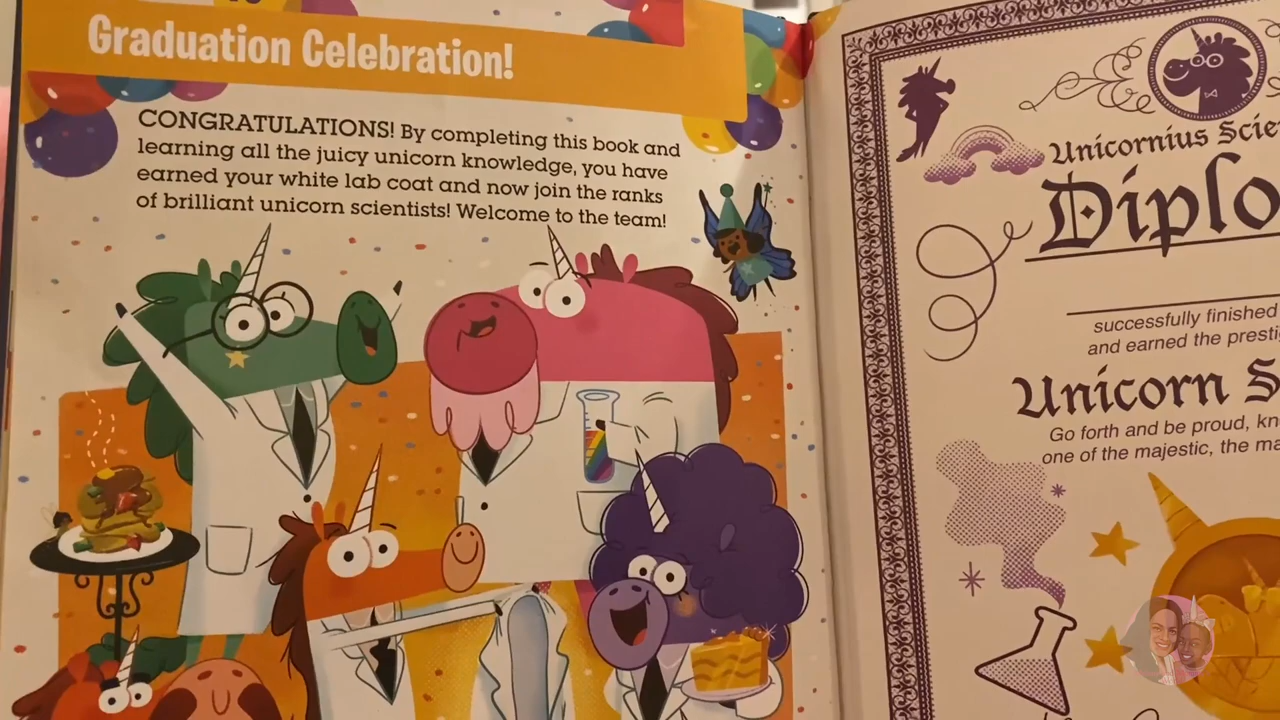 Graduation Celebration!
CONGRATULATIONS! By completing this book and
learning all the juicy unicorn knowledge, you have
earned your white lab coat and now join the ranks
of brilliant unicorn scientists! Welcome to the team!
Unicornius
successfully finished
and earned the
Unicorn
Go forth and be proud,
one of the majestic, the